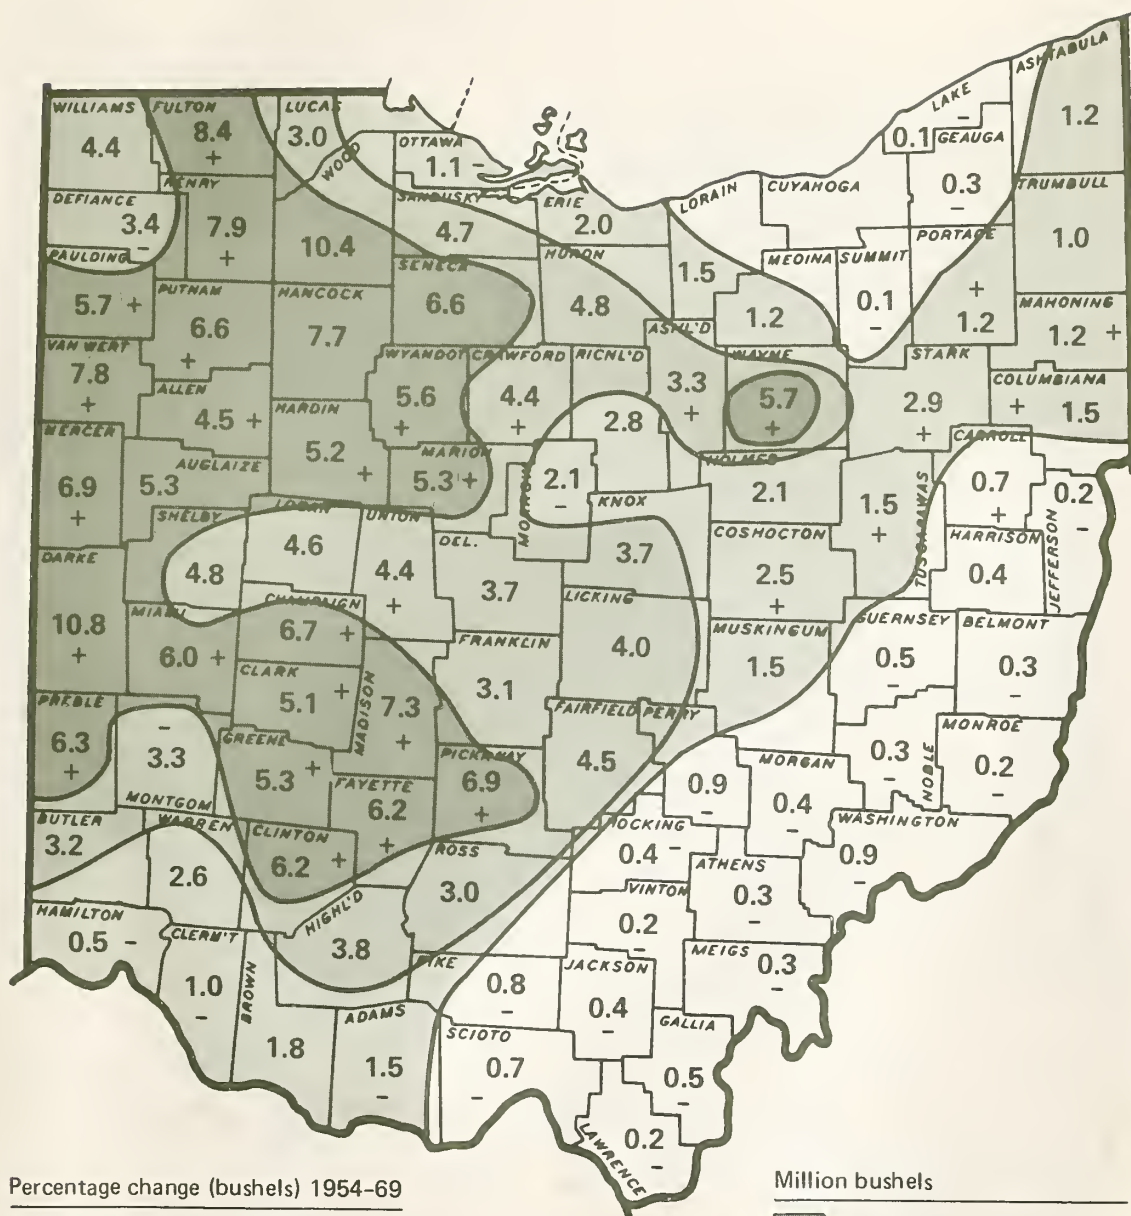 WILLIAMS
4.4
FULTON
8.4
+
LUCAS
3.0
WOOD
10.4
OTTAWA
1.1 -
LAKE
-
0.1
ASHTABULA
1.2
GEAUGA
0.3
-
DEFIANCE
3.4
-
HENRY
7.9
+
SANDUSKY
4.7
ERIE
2.0
LORAIN
1.5
CUYAHOGA
TRUMBULL
1.0
PAULDING
5.7 +
PUTNAM
6.6
+
HANCOCK
7.7
SENECA
6.6
HURON
4.8
MEDINA
1.2
SUMMIT
0.1
-
PORTAGE
+
1.2
MAHONING
1.2 +
VAN WERT
7.8
+
ALLEN
4.5 +
HARDIN
5.2
+
WYANDOT
5.6
+
CRAWFORD
4.4
+
RICHL'D
2.8
ASHL'D
3.3
+
WAYNE
5.7
+
STARK
2.9
+
COLUMBIANA
+ 1.5
MERCER
6.9
+
AUGLAIZE
5.3
MARION
5.3 +
MORROW
2.1
-
KNOX
3.7
HOLMES
2.1
TUSCARAWAS
1.5
+
CARROLL
0.7
+
JEFFERSON
0.2
-
SHELBY
4.8
LOGAN
4.6
UNION
4.4
+
DEL.
3.7
COSHOCTON
2.5
+
HARRISON
0.4
DARKE
10.8
+
MIAMI
6.0 +
CHAMPAIGN
6.7 +
LICKING
4.0
MUSKINGUM
1.5
GUERNSEY
0.5
-
BELMONT
0.3
-
CLARK
5.1 +
MADISON
7.3
+
FRANKLIN
3.1
PREBLE
6.3
+
-
3.3
MONTGOM
GREENE
5.3 +
FAYETTE
6.2
+
PICKAWAY
6.9
+
FAIRFIELD
4.5
PERRY
0.9
-
MORGAN
0.4
-
NOBLE
0.3
-
MONROE
0.2
-
BUTLER
3.2
WARREN
2.6
CLINTON
6.2 +
ROSS
3.0
HOCKING
0.4 -
ATHENS
0.3
-
WASHINGTON
0.9
-
HAMILTON
0.5 -
CLERM'T
1.0
-
BROWN
1.8
HIGHL'D
3.8
PIKE
0.8
-
VINTON
0.2
-
JACKSON
0.4
-
MEIGS
0.3
-
ADAMS
1.5
-
SCIOTO
0.7
-
GALLIA
0.5
-
LAWRENCE
0.2
-
Percentage change (bushels) 1954-69
Million bushels